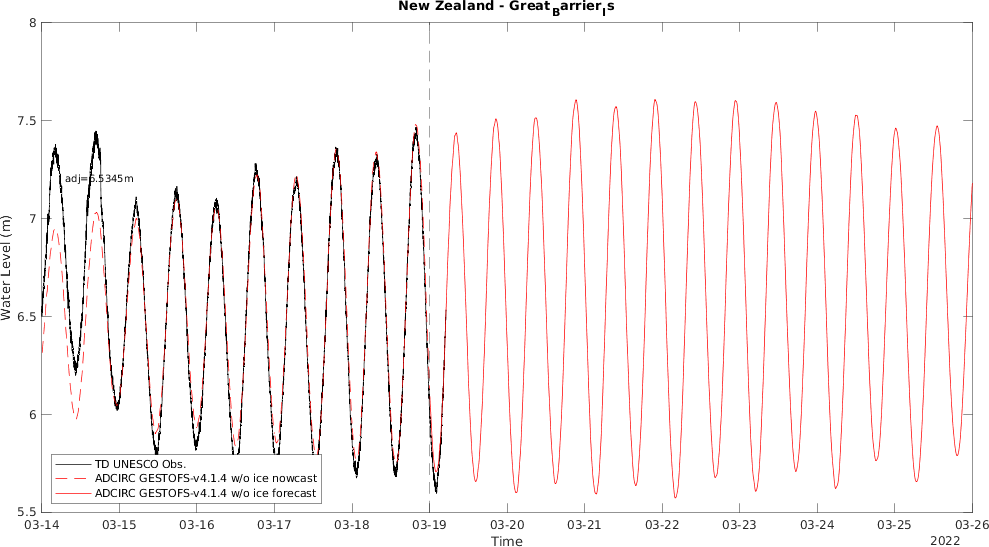 New Zealand - GreatBarrierIs
8
7.5
7
6.5
6
5.5
Water Level (m)
adj=6.5345m
TD UNESCO Obs.
ADCIRC GESTOFS-v4.1.4 w/o ice nowcast
ADCIRC GESTOFS-v4.1.4 w/o ice forecast
03-14 03-15 03-16 03-17 03-18 03-19 03-20 03-21 03-22 03-23 03-24 03-25 03-26
Time
2022